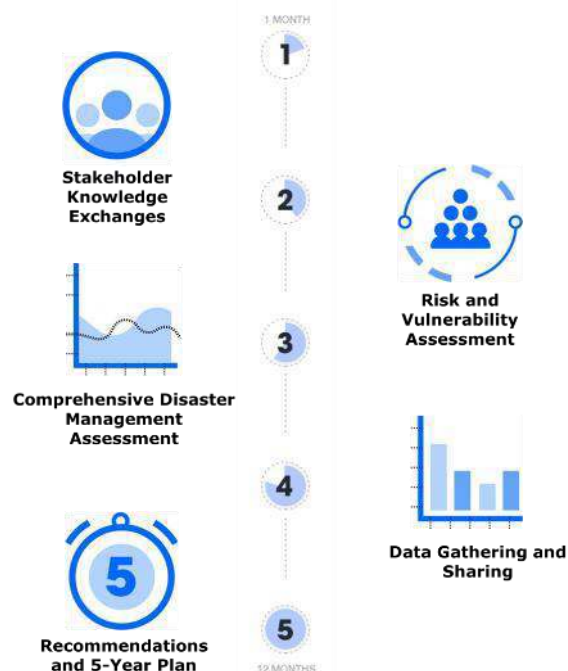 1 MONTH
1
Stakeholder
Knowledge
Exchanges
2
Risk and
Vulnerability
Assessment
3
Comprehensive Disaster
Management
Assessment
4
Data Gathering and
Sharing
5
5
Recommendations
and 5-Year Plan
12 MONTHS